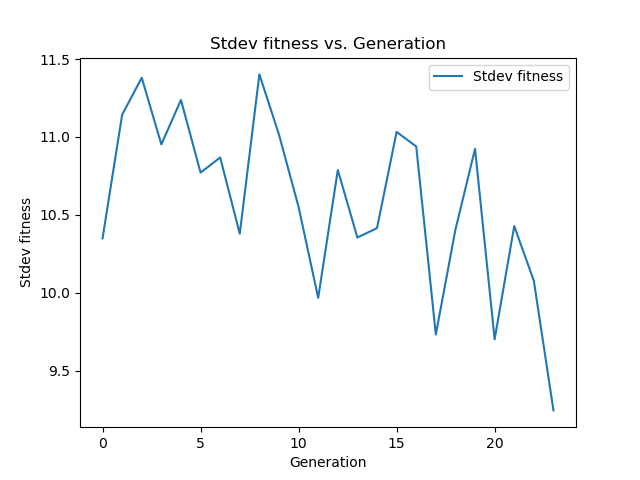 Stdev fitness vs. Generation
Stdev fitness
11.5
11.0
10.5
10.0
9.5
Stdev fitness
0 5 10 15 20
Generation